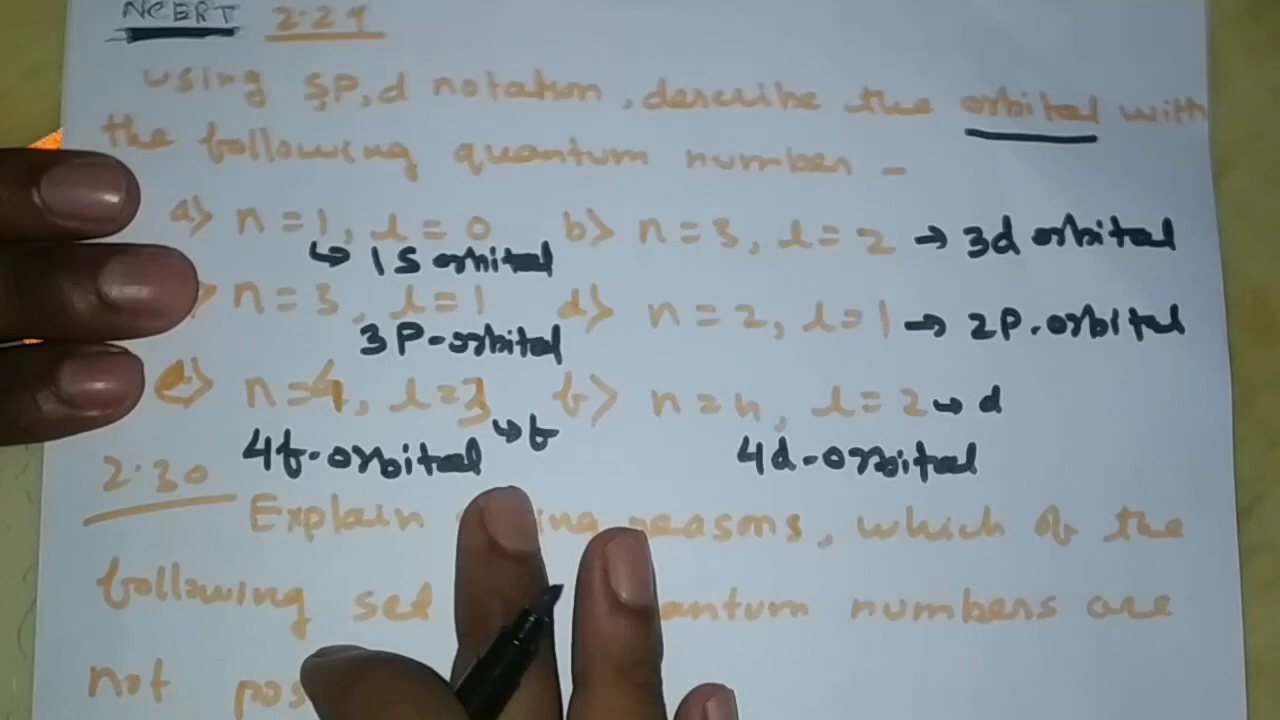 NCERT 2.29
using s,p,d notation, describe the orbital with
the following quantum number -
a) n=1, l=0 b) n=3, l=2 → 3d orbital
↳ 1s orbital
n=3, l=1 d) n=2, l=1 → 2p-orbital
3p-orbital
e) n=4, l=3 f) n=4, l=2 → d
↳ f
4f-orbital 4d-orbital
2.30
Explain reasons, which of the
following set quantum numbers are
not